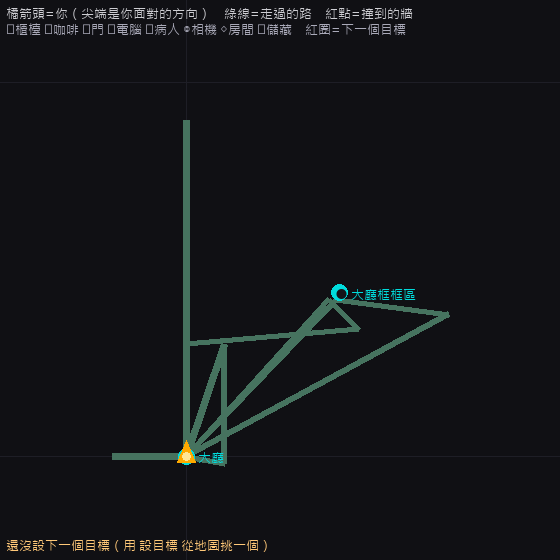 橘箭頭=你（尖端是你面對的方向） 綠線=走過的路 紅點=撞到的牆
▯櫃檯 ▯咖啡 ▯門 ▯電腦 ▯病人 ⊙相機 ◇房間 ▯儲藏 紅圈=下一個目標
大廳框框區
大廳
還沒設下一個目標（用 設目標 從地圖挑一個）